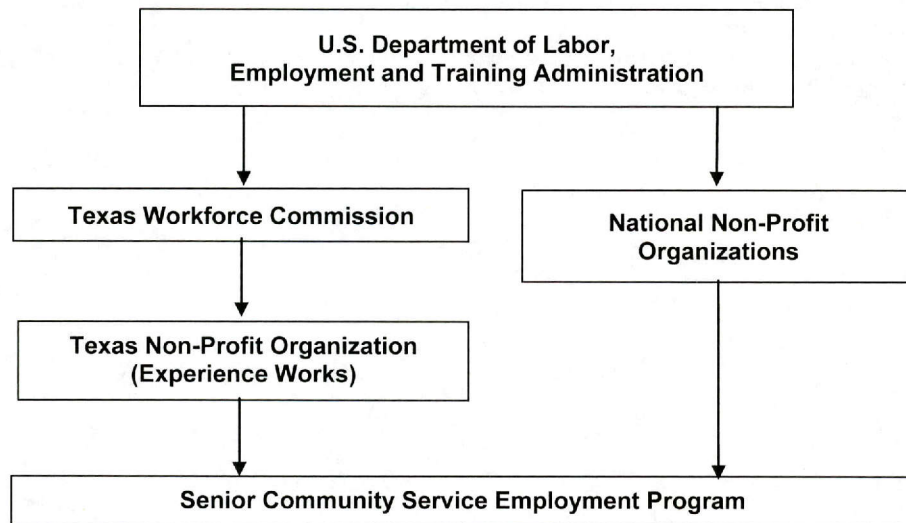 U.S. Department of Labor,
Employment and Training Administration
Texas Workforce Commission
National Non-Profit
Organizations
Texas Non-Profit Organization
(Experience Works)
Senior Community Service Employment Program